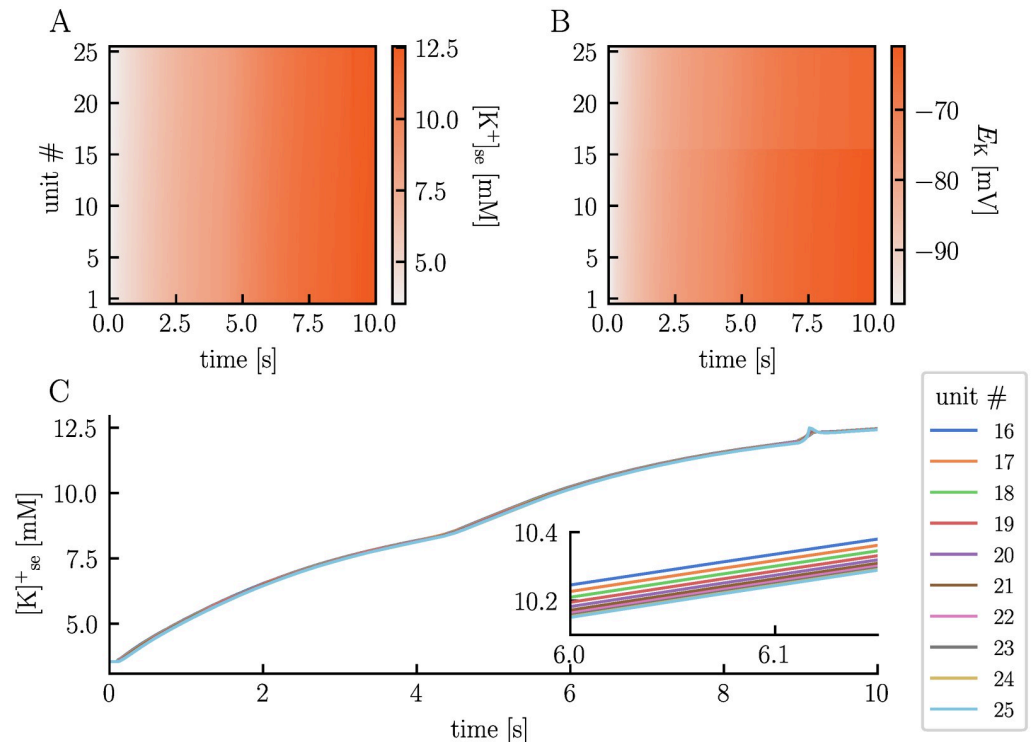 A
25
20
15
10
5
1
unit #
0.0 2.5 5.0 7.5 10.0
time [s]
12.5
10.0
7.5
5.0
[K⁺]ₛₑ [mM]
B
25
20
15
10
5
1
0.0 2.5 5.0 7.5 10.0
time [s]
−70
−80
−90
E_K [mV]
C
12.5
10.0
7.5
5.0
[K]⁺ₛₑ [mM]
0 2 4 6 8 10
time [s]
10.4
10.2
6.0 6.1
unit #
16
17
18
19
20
21
22
23
24
25